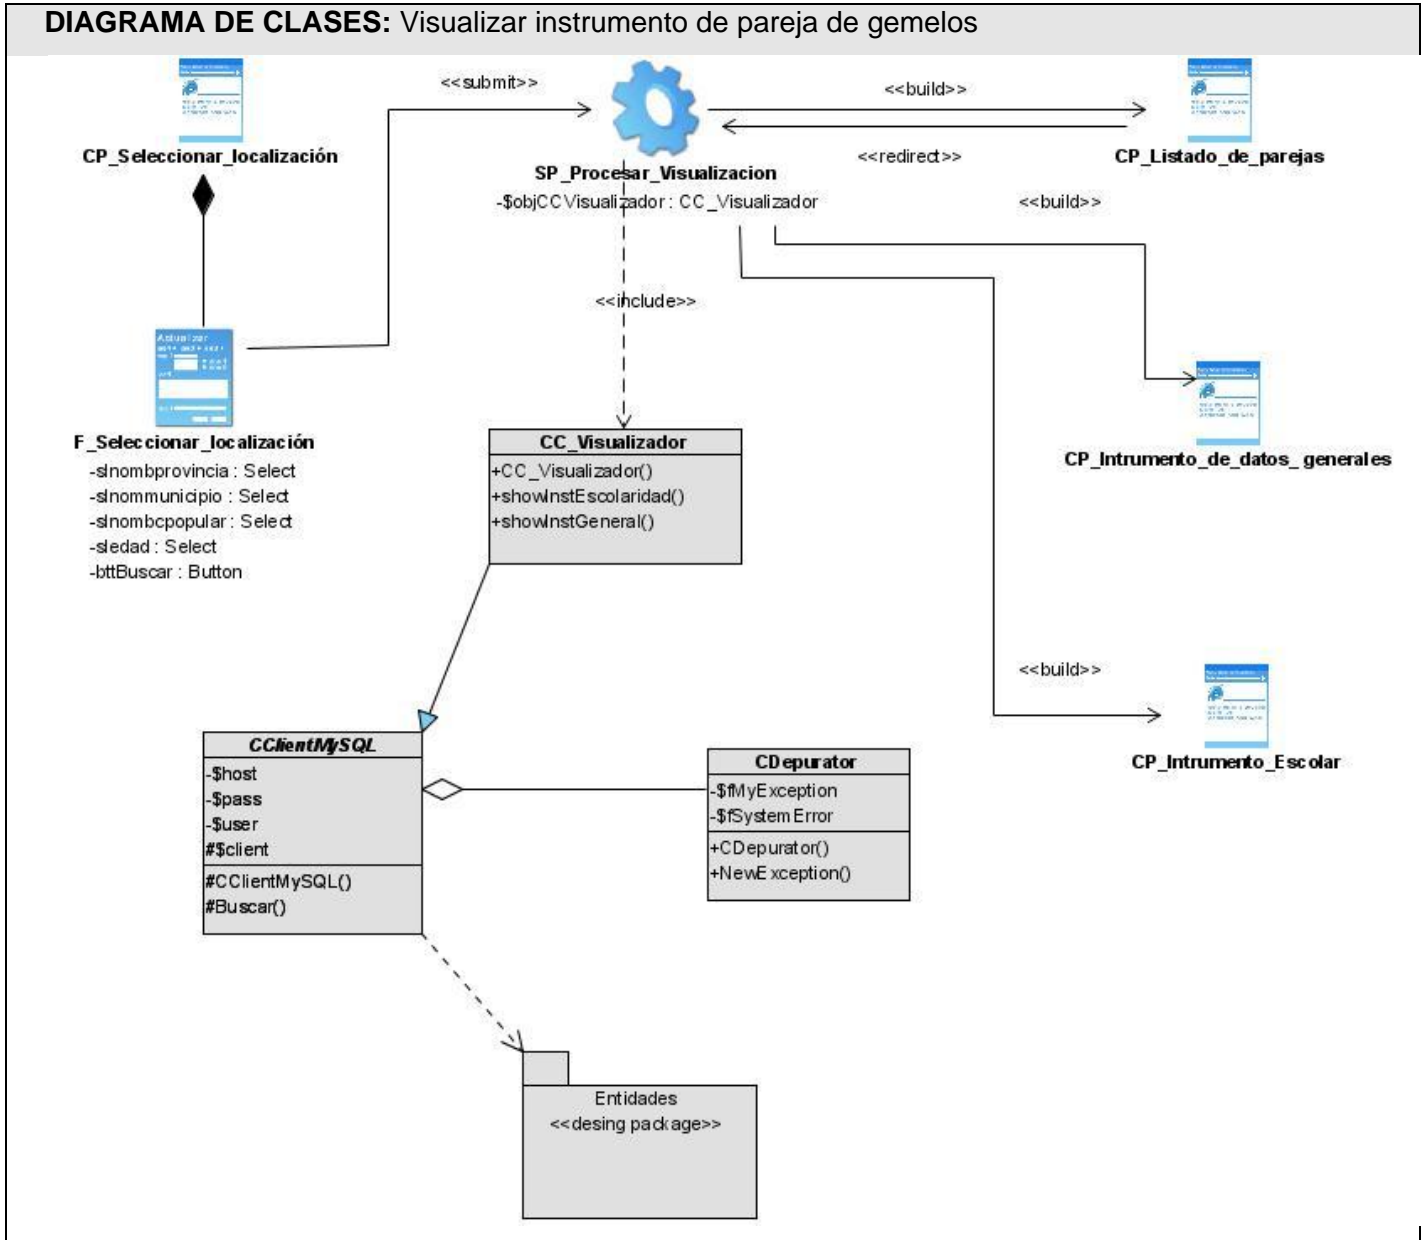 DIAGRAMA DE CLASES: Visualizar instrumento de pareja de gemelos
<<submit>>
<<build>>
CP_Seleccionar_localización
SP_Procesar_Visualizacion
-$objCCVisualizador : CC_Visualizador
<<redirect>>
CP_Listado_de_parejas
<<build>>
<<include>>
Actualizar
F_Seleccionar_localización
-slnombprovincia : Select
-slnommunicipio : Select
-slnombcpopular : Select
-sledad : Select
-bttBuscar : Button
CC_Visualizador
+CC_Visualizador()
+showInstEscolaridad()
+showInstGeneral()
CP_Intrumento_de_datos_ generales
<<build>>
CP_Intrumento_Escolar
CClientMySQL
-$host
-$pass
-$user
#$client
#CClientMySQL()
#Buscar()
CDepurator
-$fMyException
-$fSystemError
+CDepurator()
+NewException()
Entidades
<<desing package>>